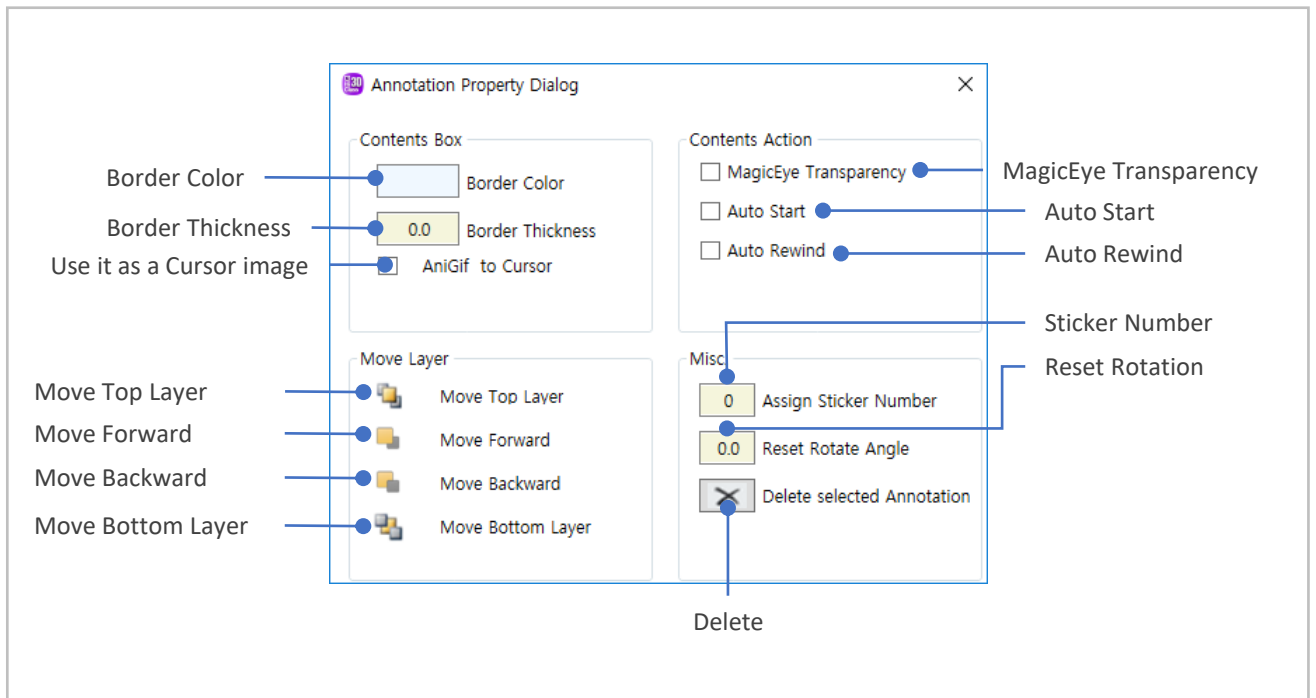 Annotation Property Dialog
Contents Box
Border Color
Border Color
Border Thickness
0.0
Border Thickness
Use it as a Cursor image
AniGif to Cursor
Contents Action
MagicEye Transparency
MagicEye Transparency
Auto Start
Auto Start
Auto Rewind
Auto Rewind
Move Layer
Move Top Layer
Move Top Layer
Move Forward
Move Forward
Move Backward
Move Backward
Move Bottom Layer
Move Bottom Layer
Misc.
Sticker Number
0
Assign Sticker Number
Reset Rotation
0.0
Reset Rotate Angle
Delete selected Annotation
Delete